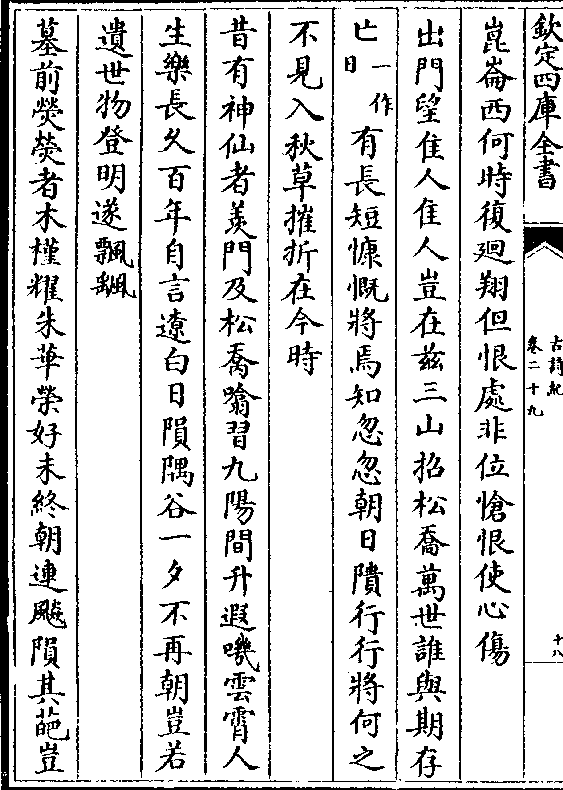 欽定四庫全書
古詩紀
卷二十九
十八
崑崙西何時復迴翔但恨處非位愴恨使心傷
出門望佳人佳人豈在兹三山招松喬萬世誰與期存
亡一作日有長短慷慨將焉知忽忽朝日隤行行將何之
不見入秋草摧折在今時
昔有神仙者羨門及松喬噏習九陽間升遐嘰雲霄人
生樂長久百年自言遼白日隕隅谷一夕不再朝豈若
遺世物登明遂飄颻
墓前熒熒者木槿耀朱華榮好未終朝連飈隕其葩豈